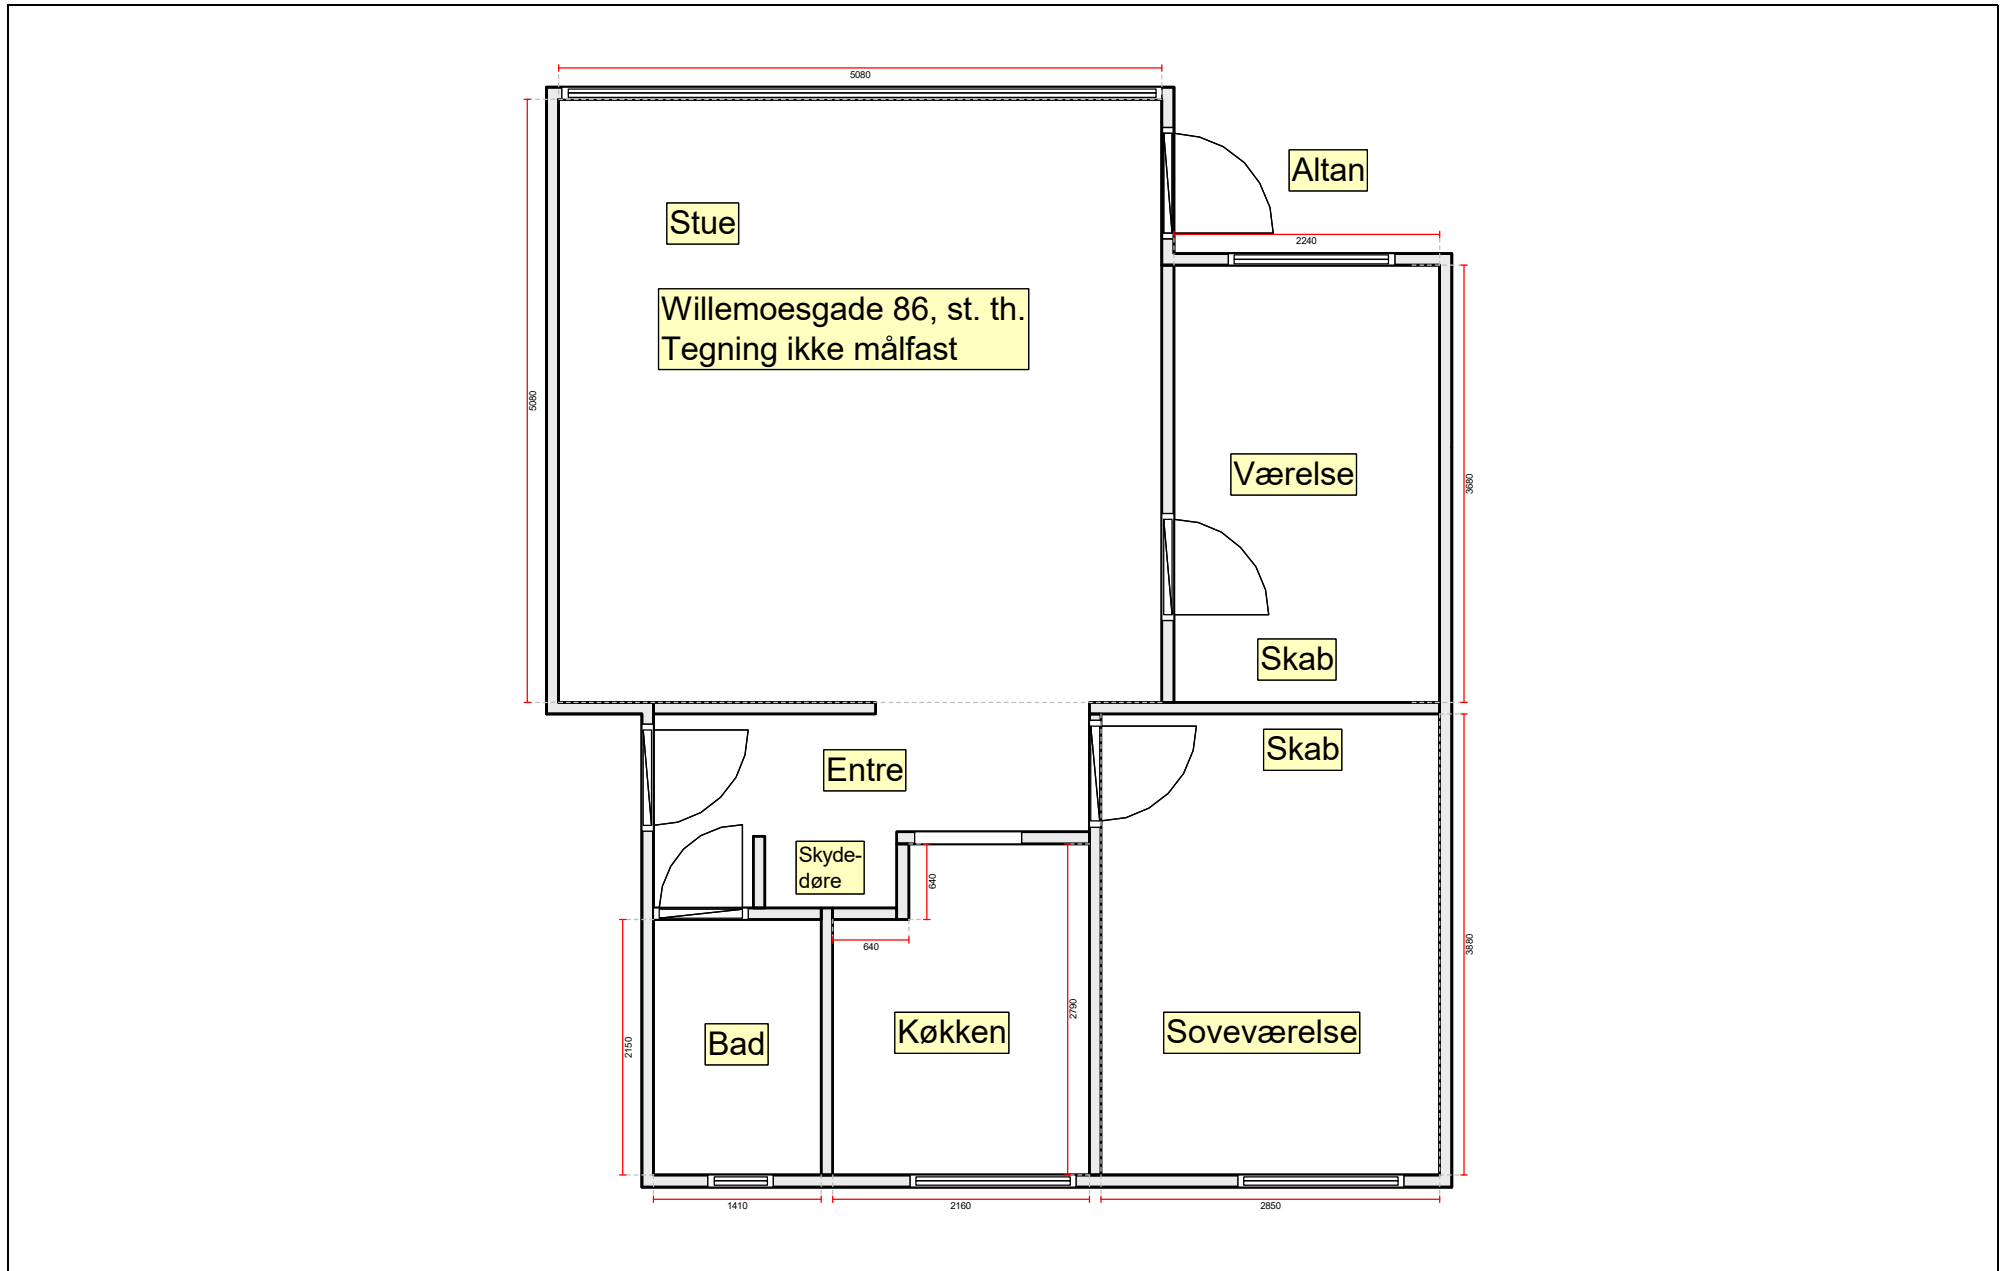 5080
Altan
Stue
2240
Willemoesgade 86, st. th.
Tegning ikke målfast
5080
Værelse
3680
Skab
Skab
Entre
Skyde-
døre
640
640
3880
2790
Køkken
Soveværelse
Bad
2150
1410
2160
2850